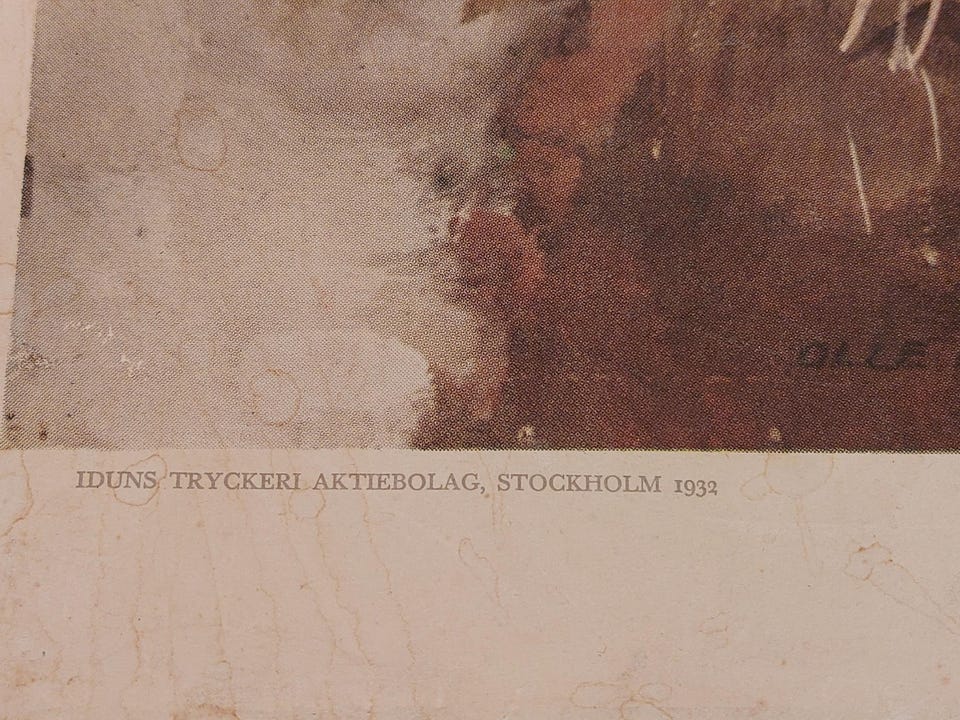 OLLE
IDUNS TRYCKERI AKTIEBOLAG, STOCKHOLM 1932